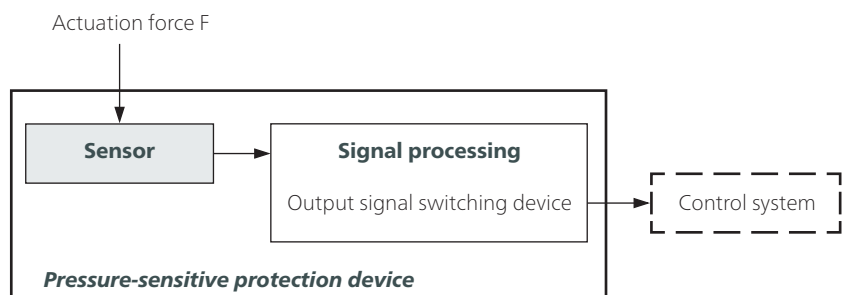 Actuation force F
Sensor
Signal processing
Output signal switching device
Control system
Pressure-sensitive protection device